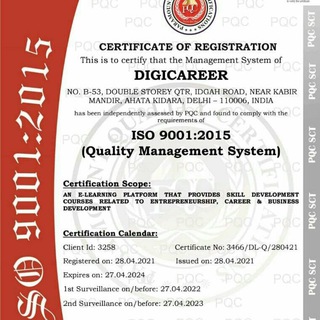 CERTIFICATE OF REGISTRATION
This is to certify that the Management System of
DIGICAREER
NO. B-53, DOUBLE STOREY QTR, IDGAH ROAD, NEAR KABIR
MANDIR, AHATA KIDARA, DELHI – 110006, INDIA
has been independently assessed by PQC and found to comply with the
requirements of
ISO 9001:2015
(Quality Management System)
Certification Scope:
AN E-LEARNING PLATFORM THAT PROVIDES SKILL DEVELOPMENT
COURSES RELATED TO ENTREPRENEURSHIP, CAREER & BUSINESS
DEVELOPMENT
Certification Calendar:
Client Id: 3258 Certificate No: 3466/DL-Q/280421
Registered on: 28.04.2021 Issued on: 28.04.2021
Expires on: 27.04.2024
1st Surveillance on/before: 27.04.2022
2nd Surveillance on/before: 27.04.2023
SO 9001:2015
PQC SCT
PQC SCT
PQC SCT
PQC SCT
PQC SCT
PQC SCT